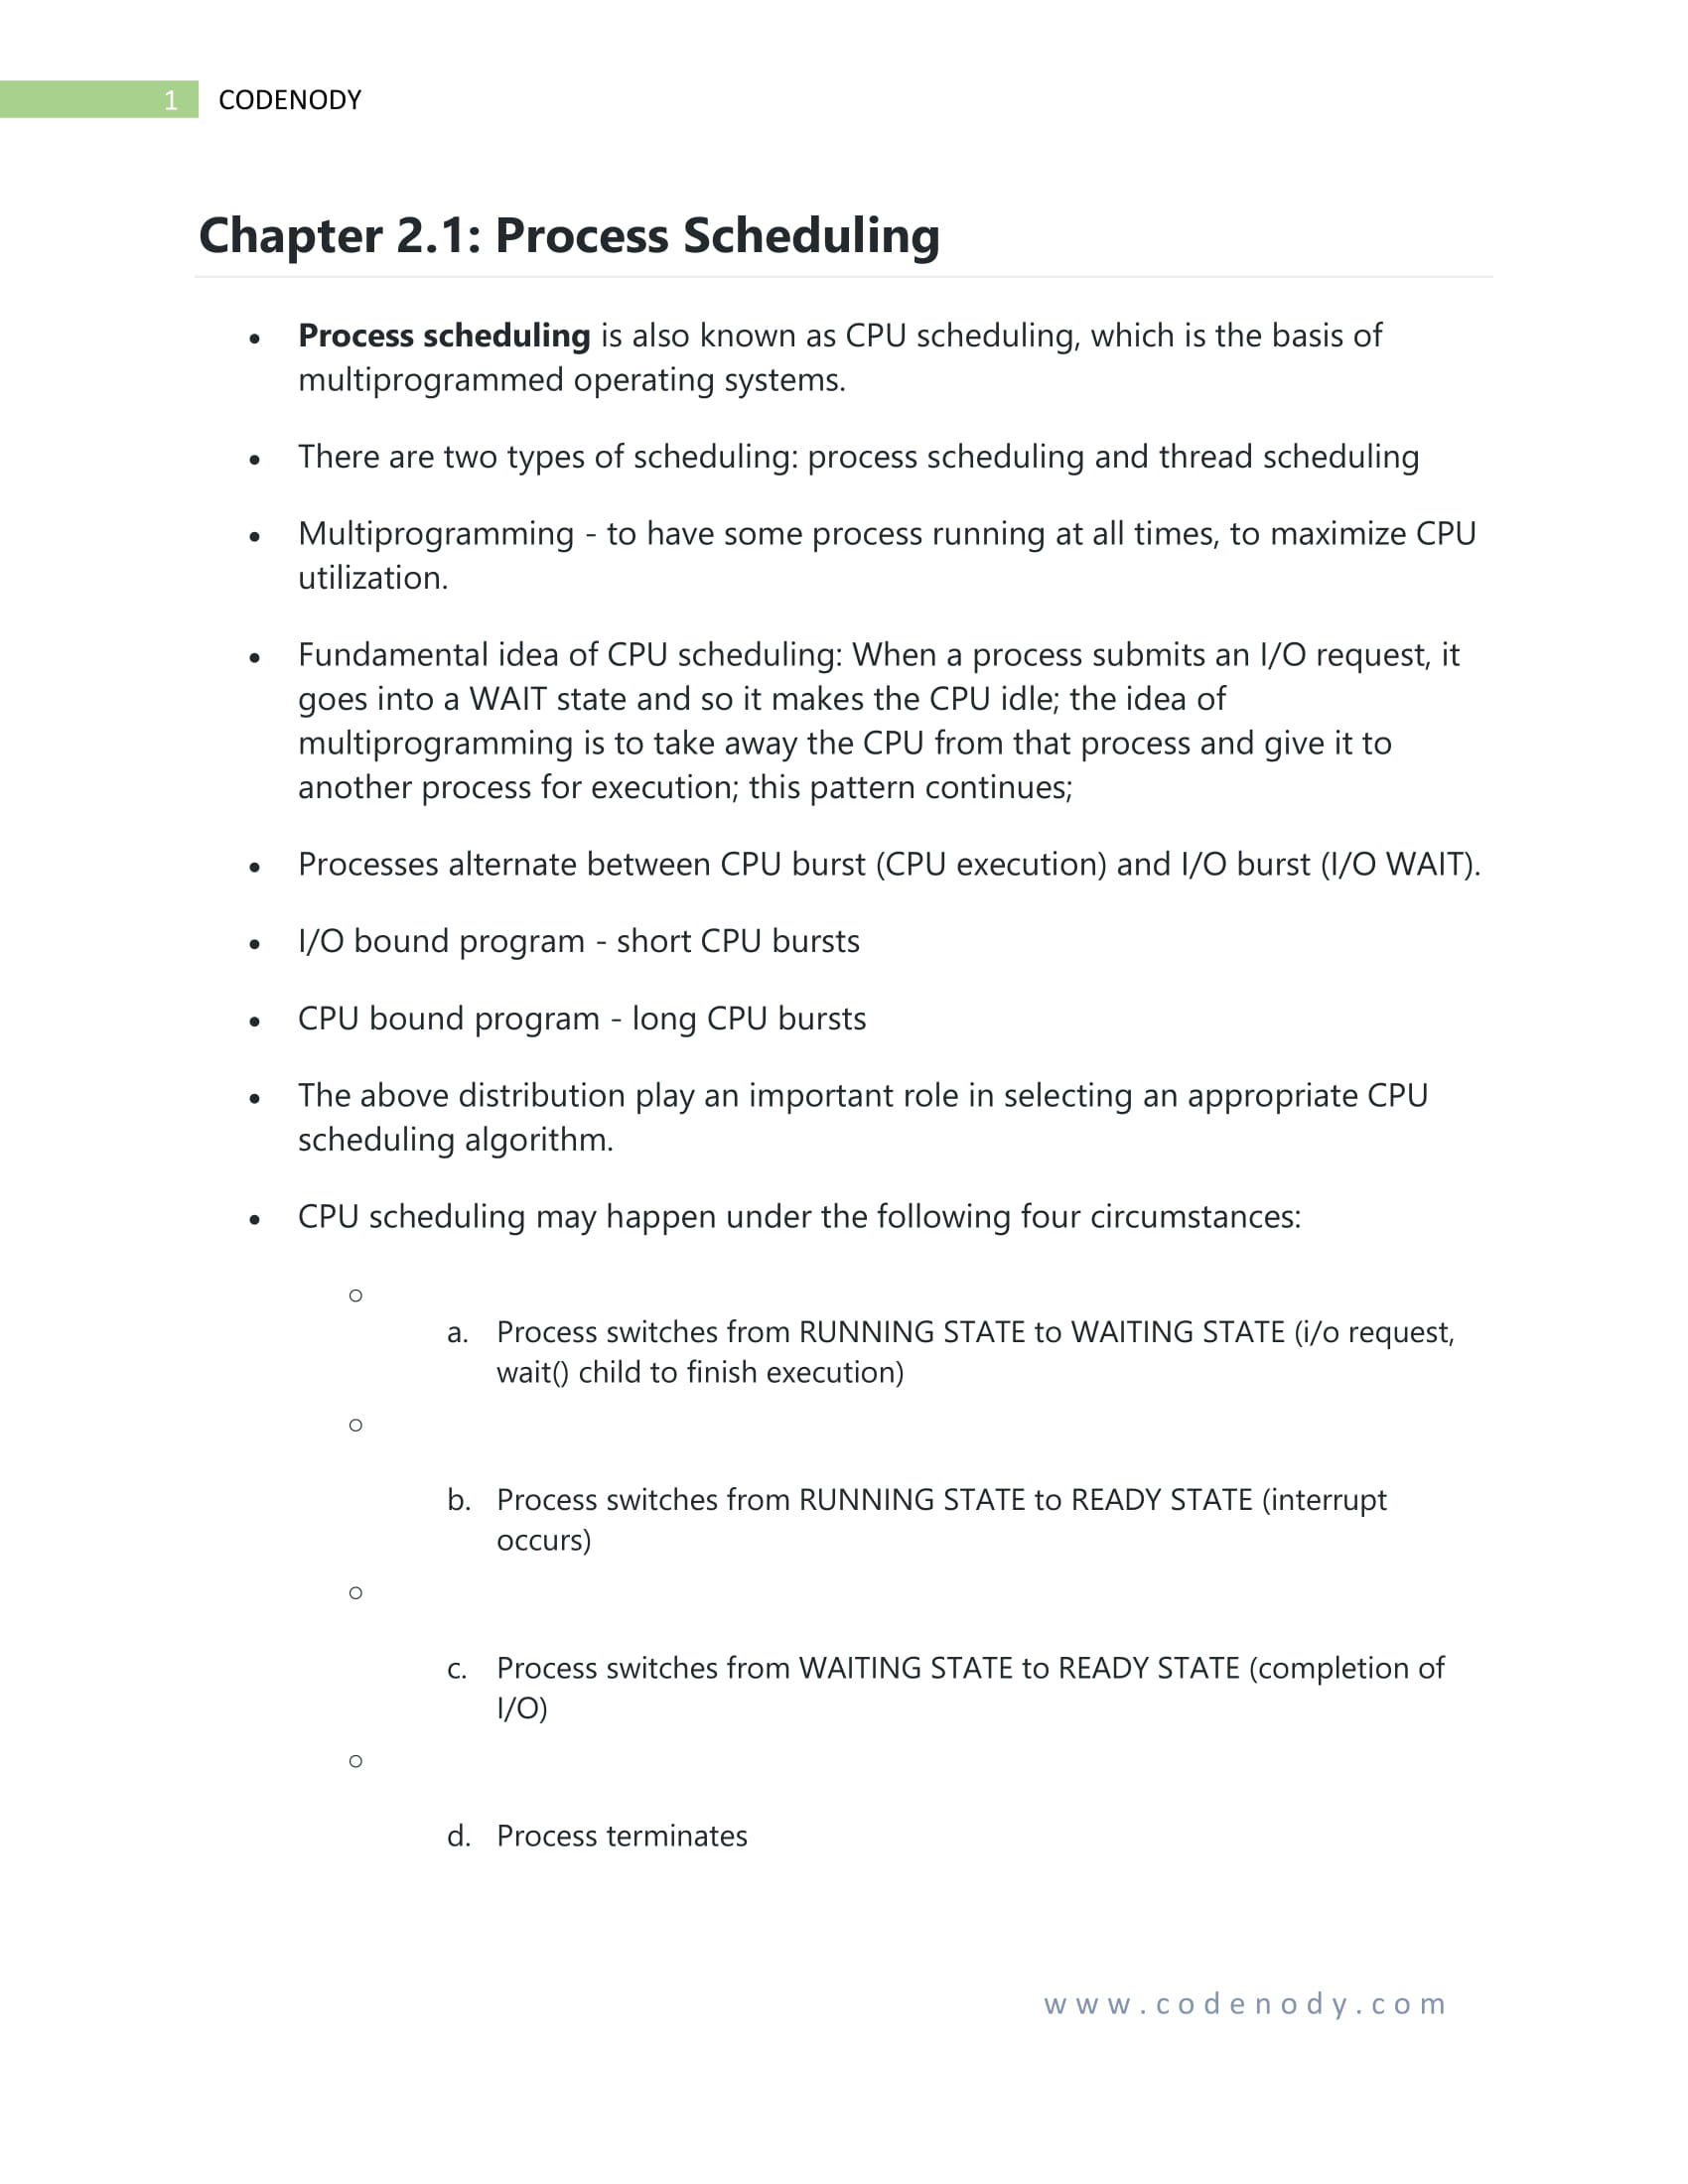 1 CODENODY
Chapter 2.1: Process Scheduling
• Process scheduling is also known as CPU scheduling, which is the basis of
multiprogrammed operating systems.
• There are two types of scheduling: process scheduling and thread scheduling
• Multiprogramming - to have some process running at all times, to maximize CPU
utilization.
• Fundamental idea of CPU scheduling: When a process submits an I/O request, it
goes into a WAIT state and so it makes the CPU idle; the idea of
multiprogramming is to take away the CPU from that process and give it to
another process for execution; this pattern continues;
• Processes alternate between CPU burst (CPU execution) and I/O burst (I/O WAIT).
• I/O bound program - short CPU bursts
• CPU bound program - long CPU bursts
• The above distribution play an important role in selecting an appropriate CPU
scheduling algorithm.
• CPU scheduling may happen under the following four circumstances:
○
a. Process switches from RUNNING STATE to WAITING STATE (i/o request,
wait() child to finish execution)
○
b. Process switches from RUNNING STATE to READY STATE (interrupt
occurs)
○
c. Process switches from WAITING STATE to READY STATE (completion of
I/O)
○
d. Process terminates
www.codenody.com